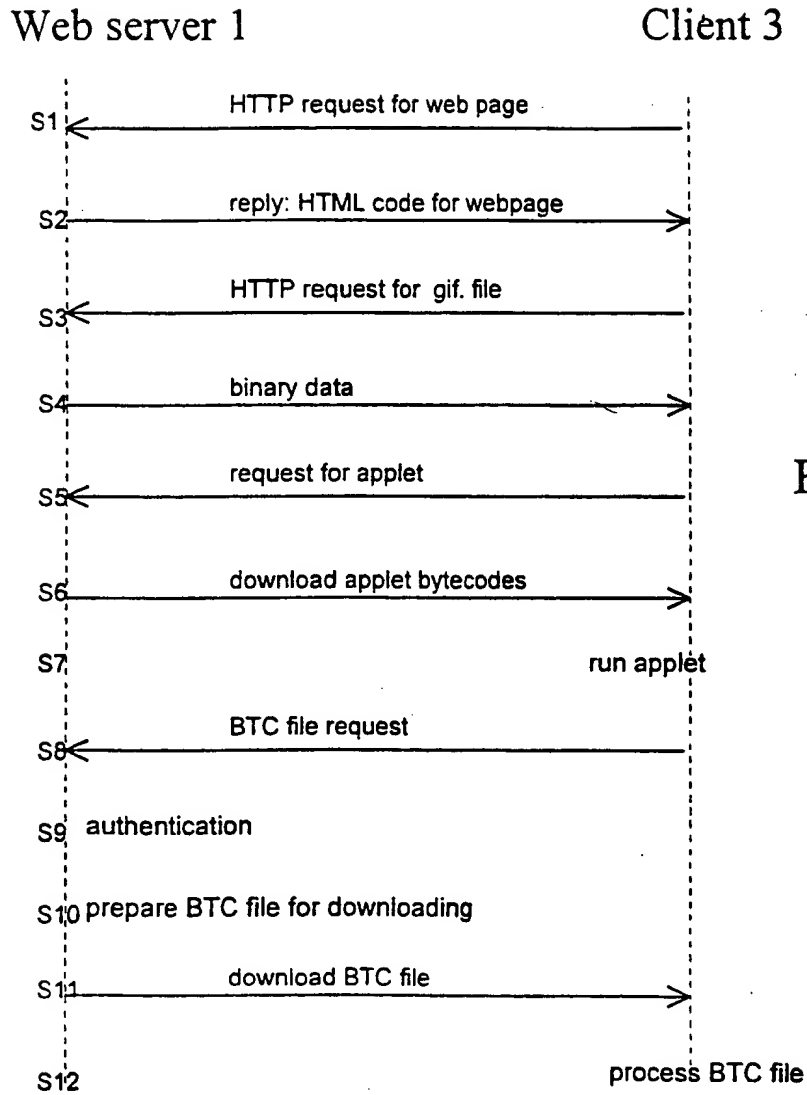 Web server 1 Client 3
S1 HTTP request for web page
S2 reply: HTML code for webpage
S3 HTTP request for gif. file
S4 binary data
S5 request for applet
S6 download applet bytecodes
S7 run applet
S8 BTC file request
S9 authentication
S10 prepare BTC file for downloading
S11 download BTC file
S12 process BTC file